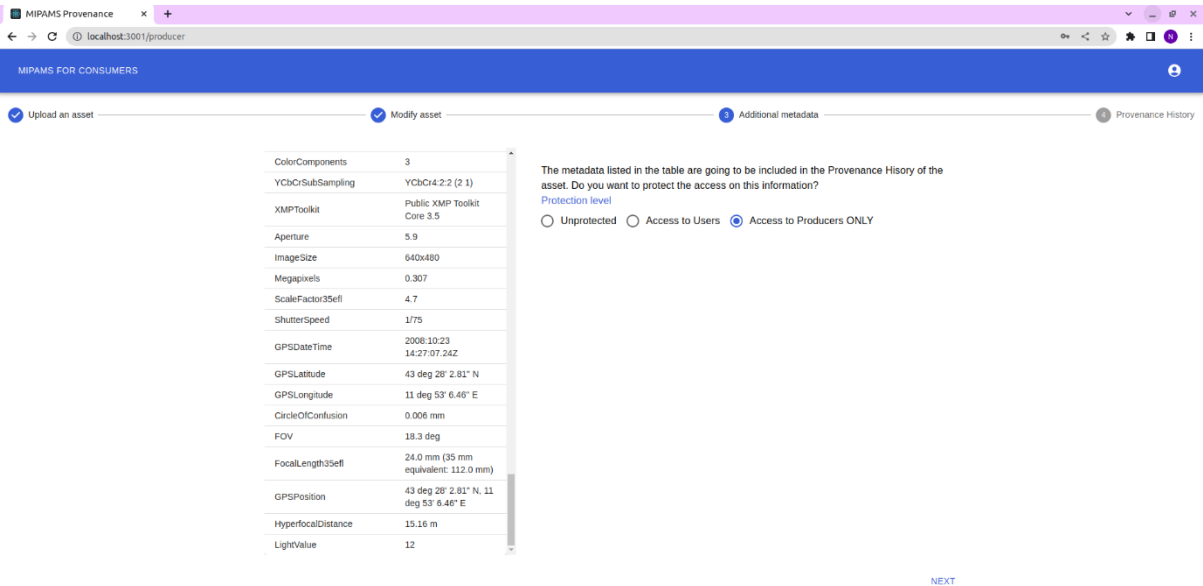 MIPAMS Provenance
localhost:3001/producer
N
MIPAMS FOR CONSUMERS
Upload an asset
Modify asset
3 Additional metadata
4 Provenance History
ColorComponents 3
YCbCrSubSampling YCbCr4:2:2 (2 1)
XMPToolkit Public XMP Toolkit
Core 3.5
Aperture 5.9
ImageSize 640x480
Megapixels 0.307
ScaleFactor35efl 4.7
ShutterSpeed 1/75
GPSDateTime 2008:10:23
14:27:07.24Z
GPSLatitude 43 deg 28' 2.81" N
GPSLongitude 11 deg 53' 6.46" E
CircleOfConfusion 0.006 mm
FOV 18.3 deg
FocalLength35efl 24.0 mm (35 mm
equivalent: 112.0 mm)
GPSPosition 43 deg 28' 2.81" N, 11
deg 53' 6.46" E
HyperfocalDistance 15.16 m
LightValue 12
The metadata listed in the table are going to be included in the Provenance Hisory of the
asset. Do you want to protect the access on this information?
Protection level
Unprotected Access to Users Access to Producers ONLY
NEXT